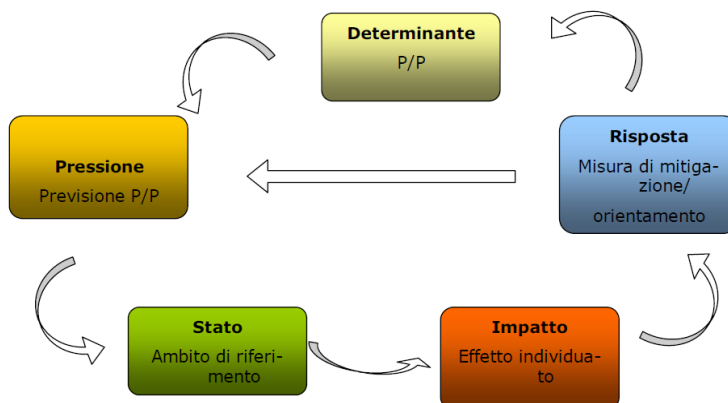 Determinante
P/P
Pressione
Previsione P/P
Risposta
Misura di mitiga-
zione/
orientamento
Stato
Ambito di riferi-
mento
Impatto
Effetto individua-
to